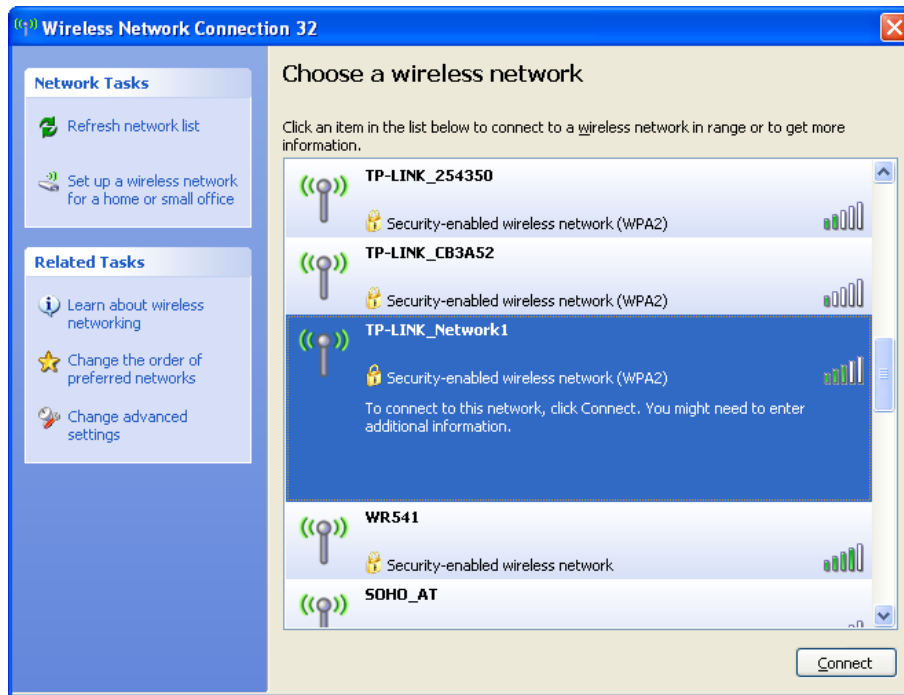 Wireless Network Connection 32
Network Tasks
Refresh network list
Set up a wireless network
for a home or small office
Related Tasks
Learn about wireless
networking
Change the order of
preferred networks
Change advanced
settings
Choose a wireless network
Click an item in the list below to connect to a wireless network in range or to get more
information.
TP-LINK_254350
Security-enabled wireless network (WPA2)
TP-LINK_CB3A52
Security-enabled wireless network (WPA2)
TP-LINK_Network1
Security-enabled wireless network (WPA2)
To connect to this network, click Connect. You might need to enter
additional information.
WR541
Security-enabled wireless network
SOHO_AT
Connect